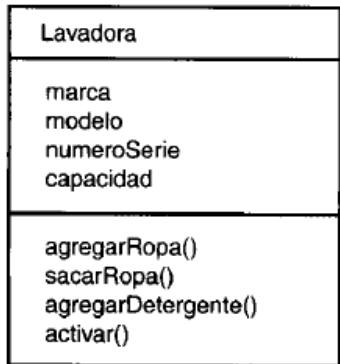 Lavadora
marca
modelo
numeroSerie
capacidad
agregarRopa()
sacarRopa()
agregarDetergente()
activar()